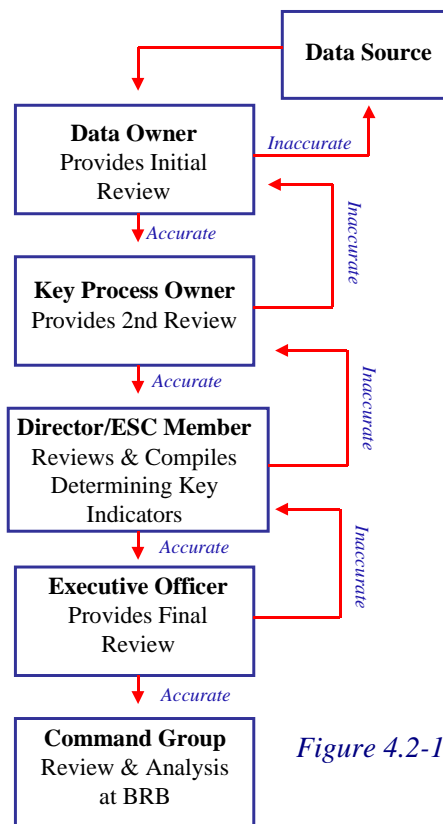 Data Source
Data Owner
Provides Initial
Review
Inaccurate
Accurate
Inaccurate
Key Process Owner
Provides 2nd Review
Accurate
Inaccurate
Director/ESC Member
Reviews & Compiles
Determining Key
Indicators
Accurate
Inaccurate
Executive Officer
Provides Final
Review
Accurate
Command Group
Review & Analysis
at BRB
Figure 4.2-1